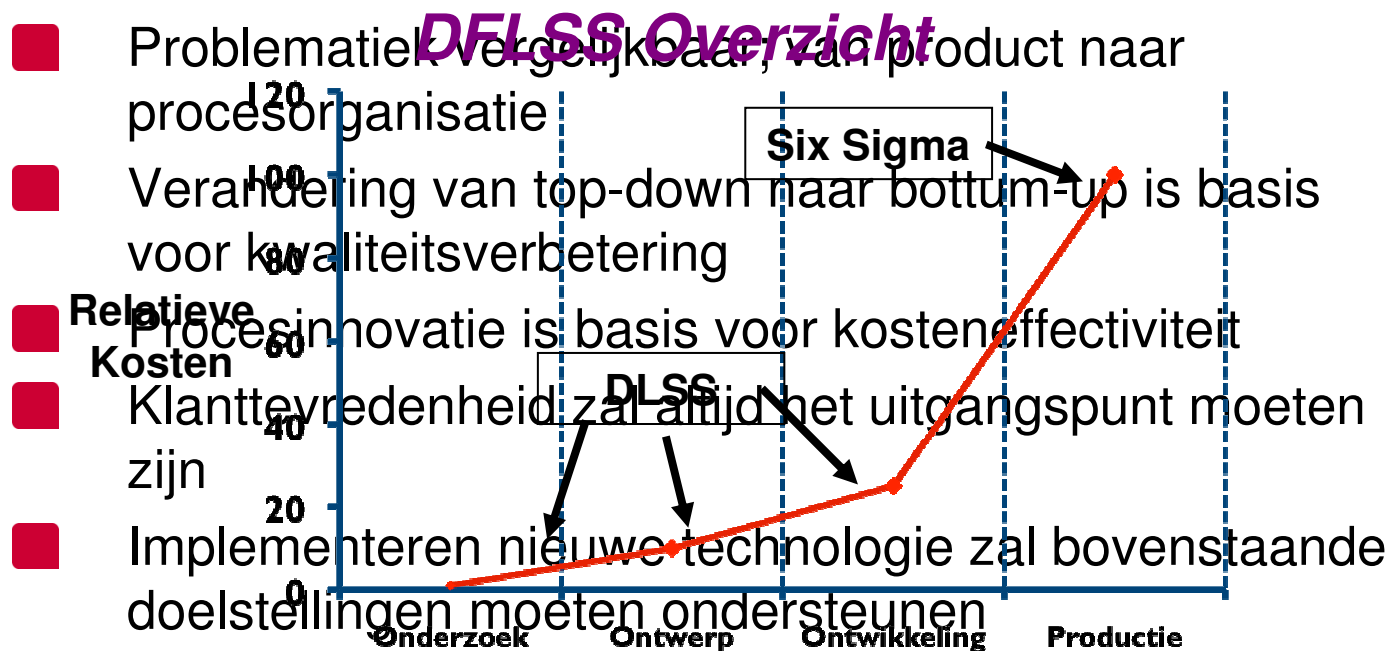 DFLSS Overzicht
Problematiek vergelijkbaar; van product naar
procesorganisatie
Verandering van top-down naar bottum-up is basis
voor kwaliteitsverbetering
Procesinnovatie is basis voor kosteneffectiviteit
Klanttevredenheid zal altijd het uitgangspunt moeten
zijn
Implementeren nieuwe technologie zal bovenstaande
doelstellingen moeten ondersteunen
120
100
80
60
40
20
0
Relatieve
Kosten
Six Sigma
DLSS
Onderzoek Ontwerp Ontwikkeling Productie